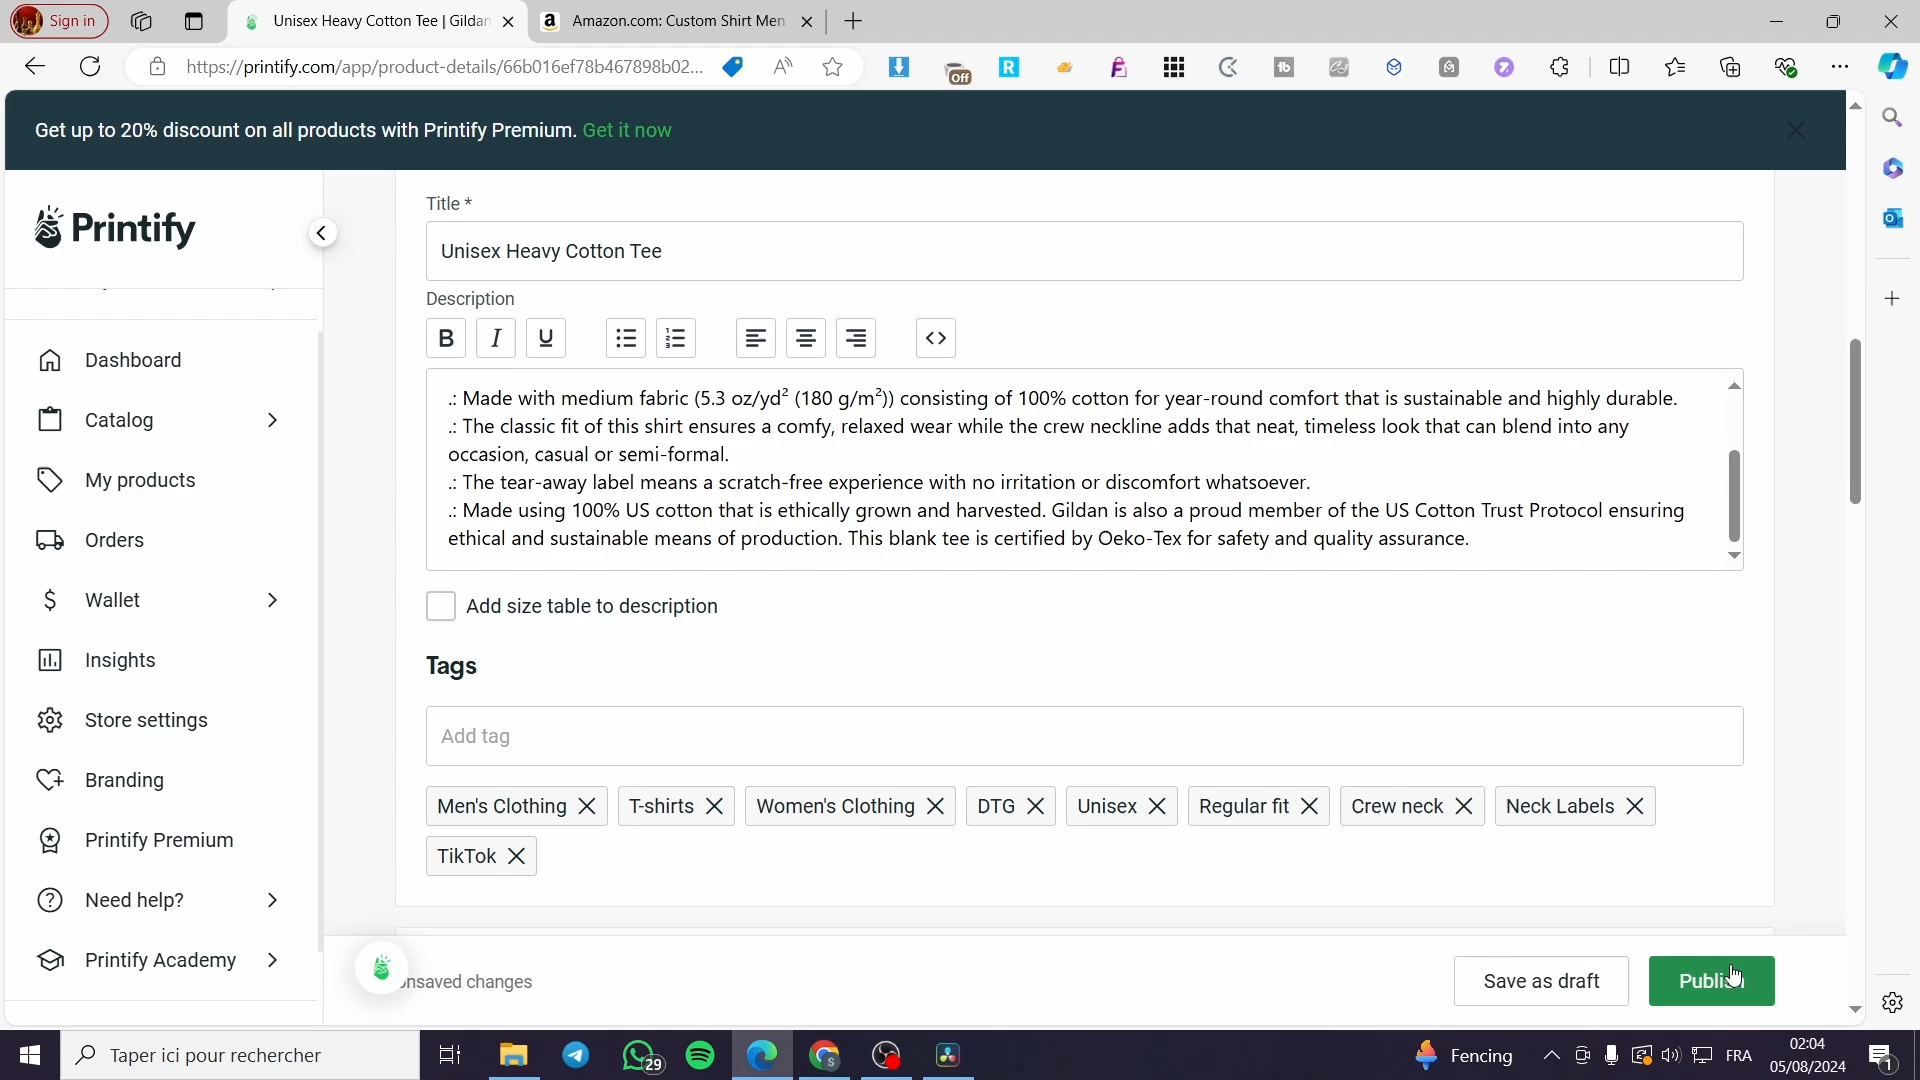 Sign in
Unisex Heavy Cotton Tee | Gildan
Amazon.com: Custom Shirt Men
https://printify.com/app/product-details/66b016ef78b467898b02...
Off
Get up to 20% discount on all products with Printify Premium. Get it now
Printify
Dashboard
Catalog
My products
Orders
Wallet
Insights
Store settings
Branding
Printify Premium
Need help?
Printify Academy
Title *
Unisex Heavy Cotton Tee
Description
.: Made with medium fabric (5.3 oz/yd² (180 g/m²)) consisting of 100% cotton for year-round comfort that is sustainable and highly durable.
.: The classic fit of this shirt ensures a comfy, relaxed wear while the crew neckline adds that neat, timeless look that can blend into any
occasion, casual or semi-formal.
.: The tear-away label means a scratch-free experience with no irritation or discomfort whatsoever.
.: Made using 100% US cotton that is ethically grown and harvested. Gildan is also a proud member of the US Cotton Trust Protocol ensuring
ethical and sustainable means of production. This blank tee is certified by Oeko-Tex for safety and quality assurance.
Add size table to description
Tags
Add tag
Men's Clothing T-shirts Women's Clothing DTG Unisex Regular fit Crew neck Neck Labels
TikTok
nsaved changes
Save as draft
Publish
Taper ici pour rechercher
29
Fencing
FRA
02:04
05/08/2024
1